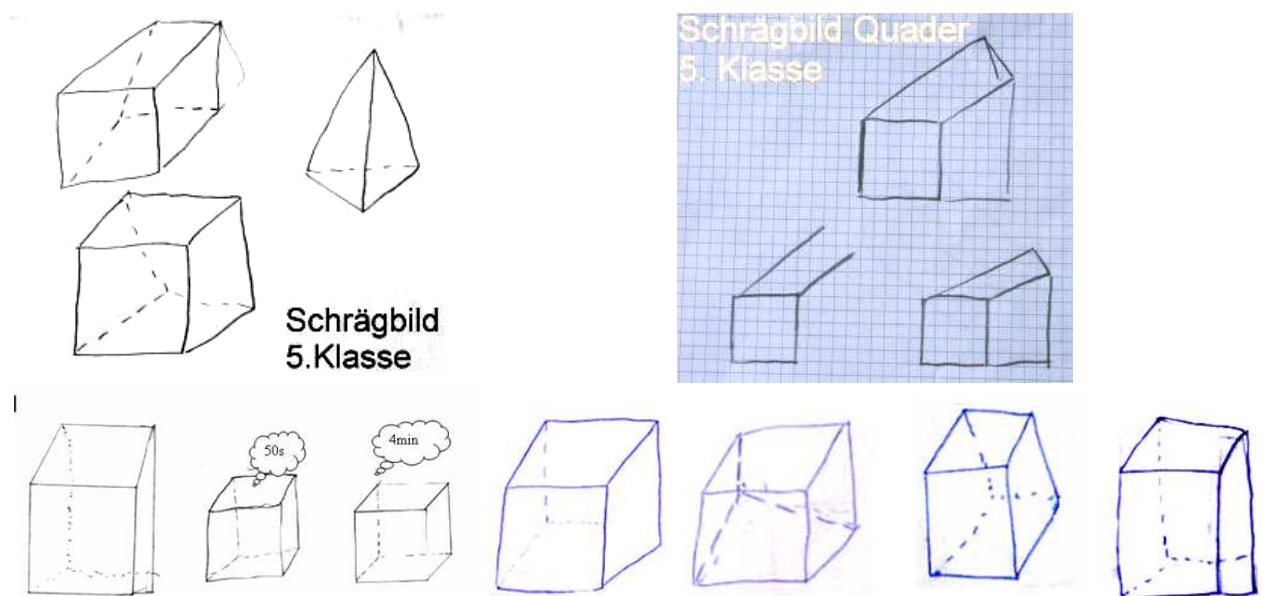 Schrägbild
5.Klasse
Schrägbild Quader
5. Klasse
50s
4min